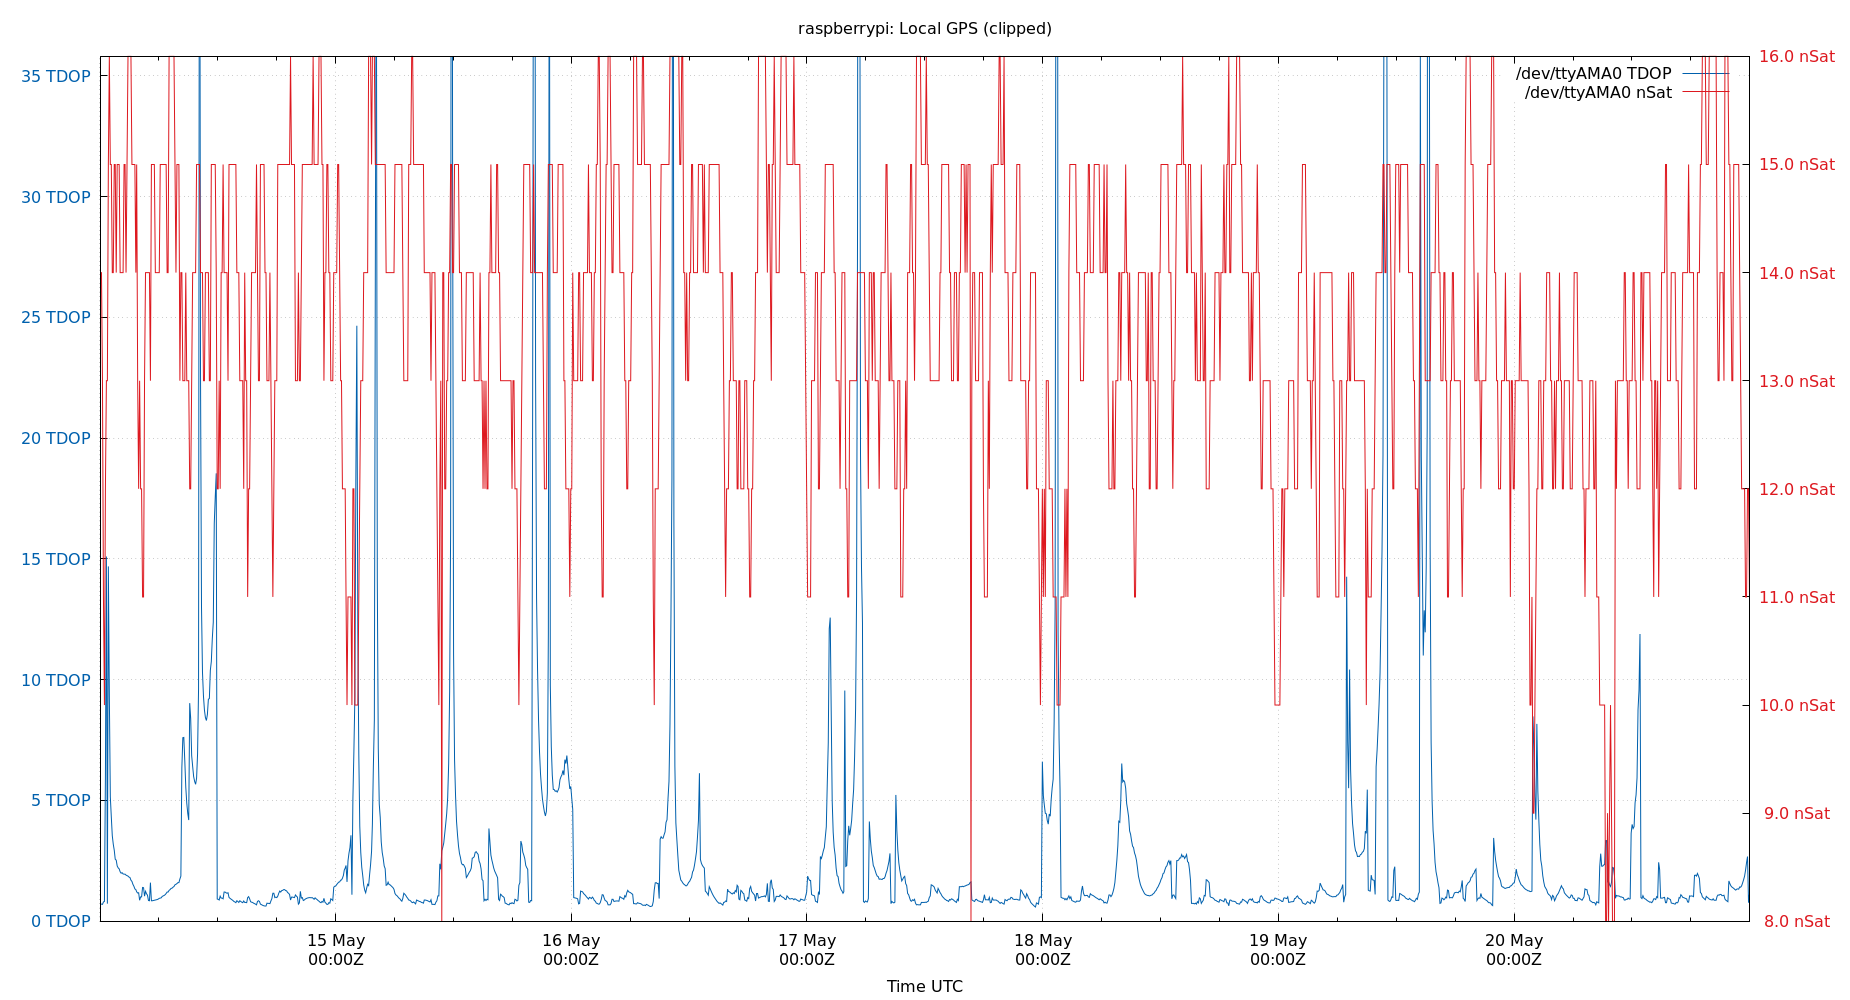 raspberrypi: Local GPS (clipped)
/dev/ttyAMA0 TDOP
/dev/ttyAMA0 nSat
35 TDOP
30 TDOP
25 TDOP
20 TDOP
15 TDOP
10 TDOP
5 TDOP
0 TDOP
16.0 nSat
15.0 nSat
14.0 nSat
13.0 nSat
12.0 nSat
11.0 nSat
10.0 nSat
9.0 nSat
8.0 nSat
15 May
00:00Z
16 May
00:00Z
17 May
00:00Z
18 May
00:00Z
19 May
00:00Z
20 May
00:00Z
Time UTC